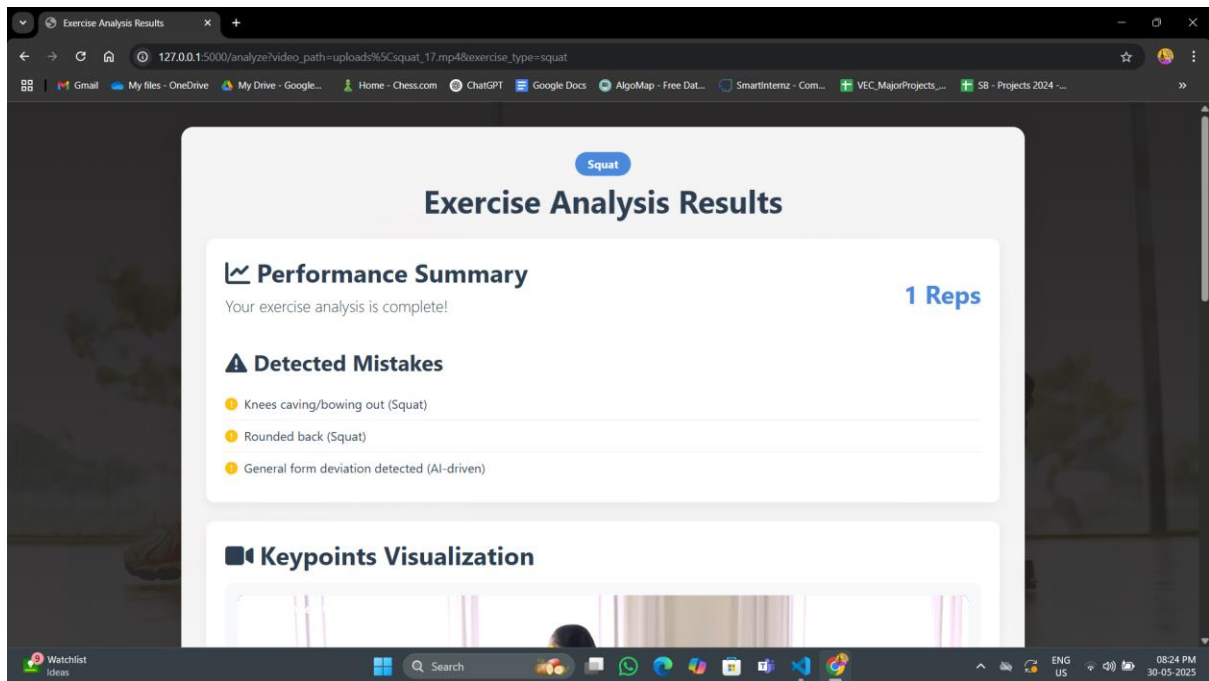 Exercise Analysis Results
127.0.0.1:5000/analyze?video_path=uploads%5Csquat_17.mp4&exercise_type=squat
Gmail
My files - OneDrive
My Drive - Google...
Home - Chess.com
ChatGPT
Google Docs
AlgoMap - Free Dat...
SmartInternz - Com...
VEC_MajorProjects_...
SB - Projects 2024 -...
Squat
Exercise Analysis Results
Performance Summary
Your exercise analysis is complete!
1 Reps
Detected Mistakes
Knees caving/bowing out (Squat)
Rounded back (Squat)
General form deviation detected (AI-driven)
Keypoints Visualization
9
Watchlist
Ideas
Search
ENG
US
08:24 PM
30-05-2025